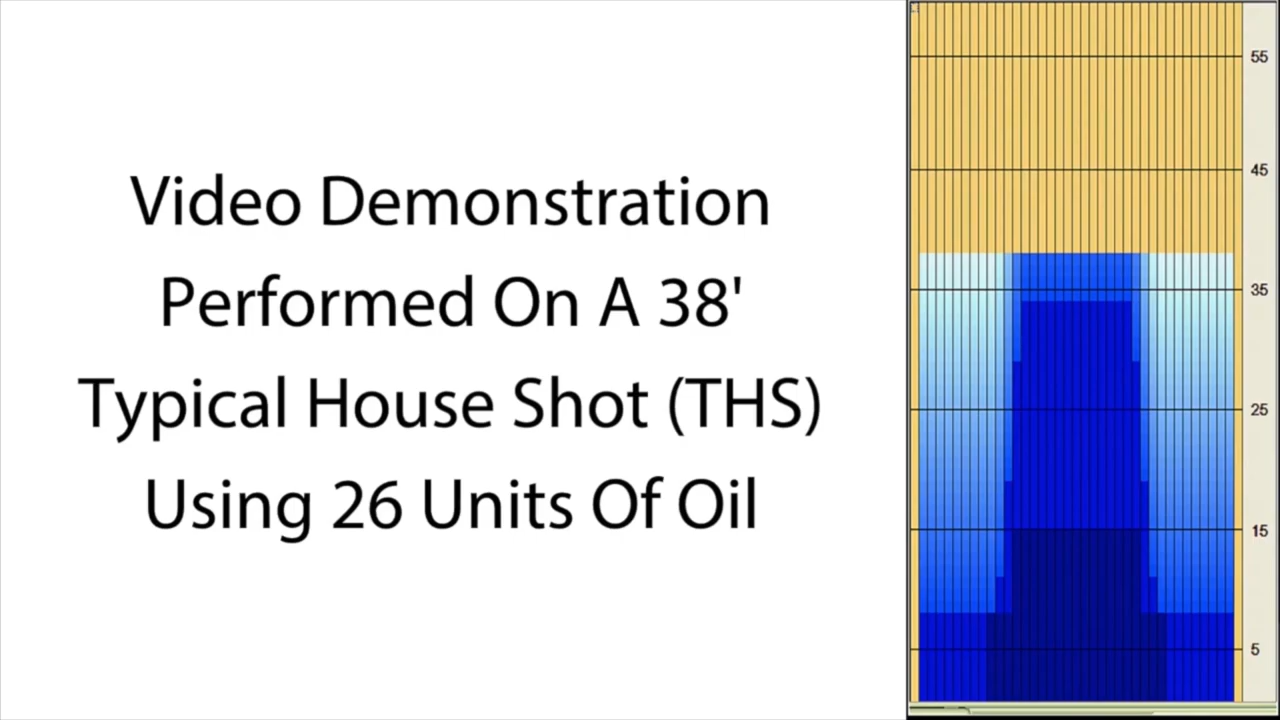 Video Demonstration
Performed On A 38'
Typical House Shot (THS)
Using 26 Units Of Oil
55
45
35
25
15
5